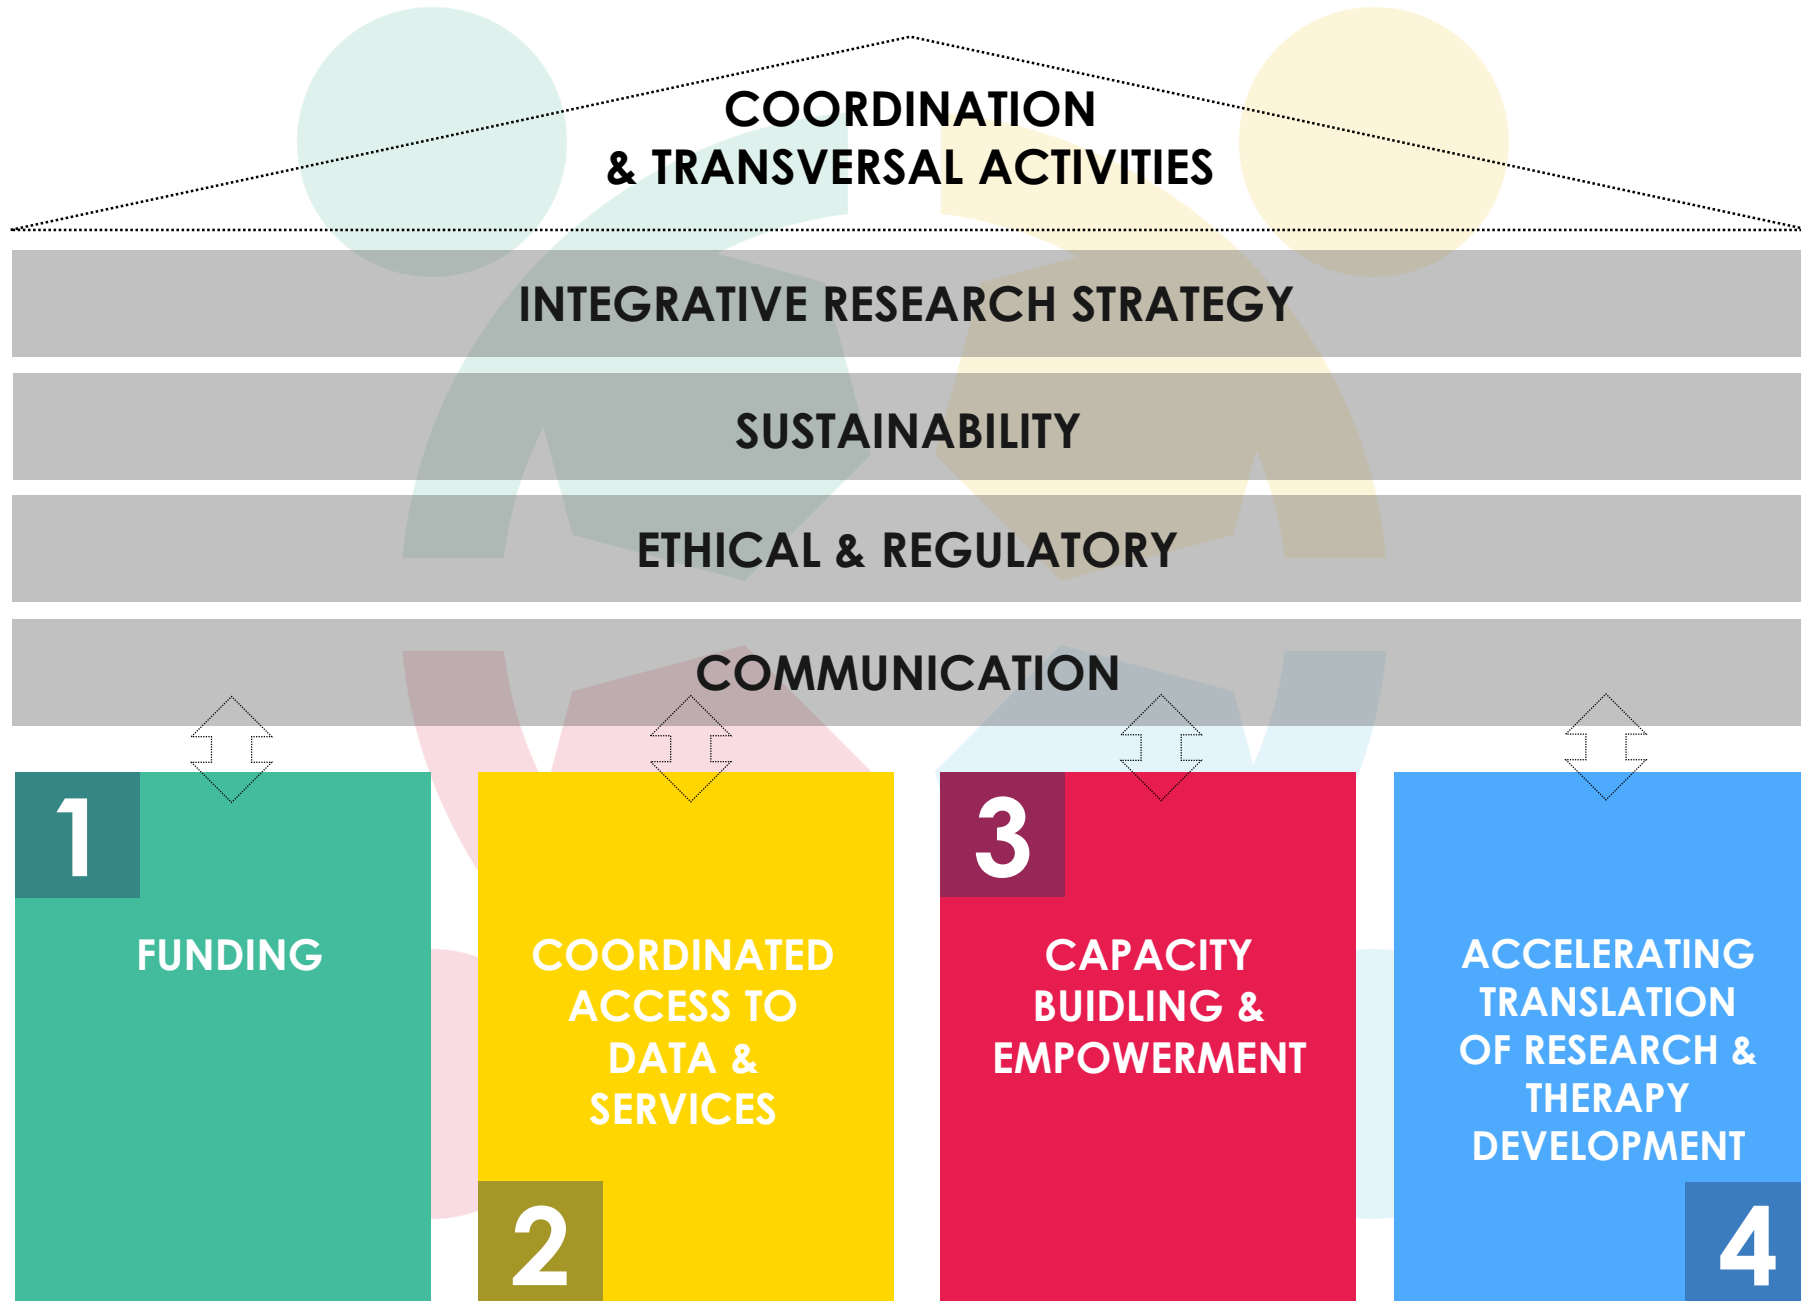 COORDINATION
& TRANSVERSAL ACTIVITIES
INTEGRATIVE RESEARCH STRATEGY
SUSTAINABILITY
ETHICAL & REGULATORY
COMMUNICATION
1
FUNDING
COORDINATED
ACCESS TO
DATA &
SERVICES
2
3
CAPACITY
BUIDLING &
EMPOWERMENT
ACCELERATING
TRANSLATION
OF RESEARCH &
THERAPY
DEVELOPMENT
4